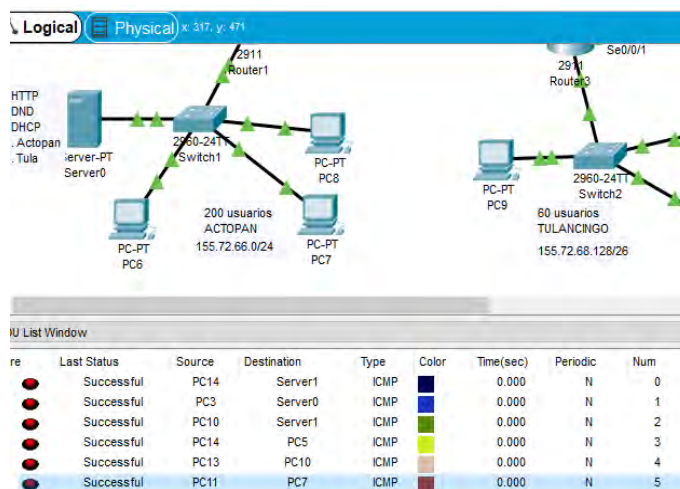 Logical Physical x: 317, y: 471
2911
Router1
Se0/0/1
Router3
HTTP
DND
DHCP
. Actopan
. Tula
Server-PT
Server0
2960-24TT
Switch1
PC-PT
PC8
PC-PT
PC9
2960-24TT
Switch2
PC-PT
PC6
200 usuarios
ACTOPAN
155.72.66.0/24
PC-PT
PC7
60 usuarios
TULANCINGO
155.72.68.128/26
DU List Window
re Last Status Source Destination Type Color Time(sec) Periodic Num
Successful PC14 Server1 ICMP 0.000 N 0
Successful PC3 Server0 ICMP 0.000 N 1
Successful PC10 Server1 ICMP 0.000 N 2
Successful PC14 PC5 ICMP 0.000 N 3
Successful PC13 PC10 ICMP 0.000 N 4
Successful PC11 PC7 ICMP 0.000 N 5